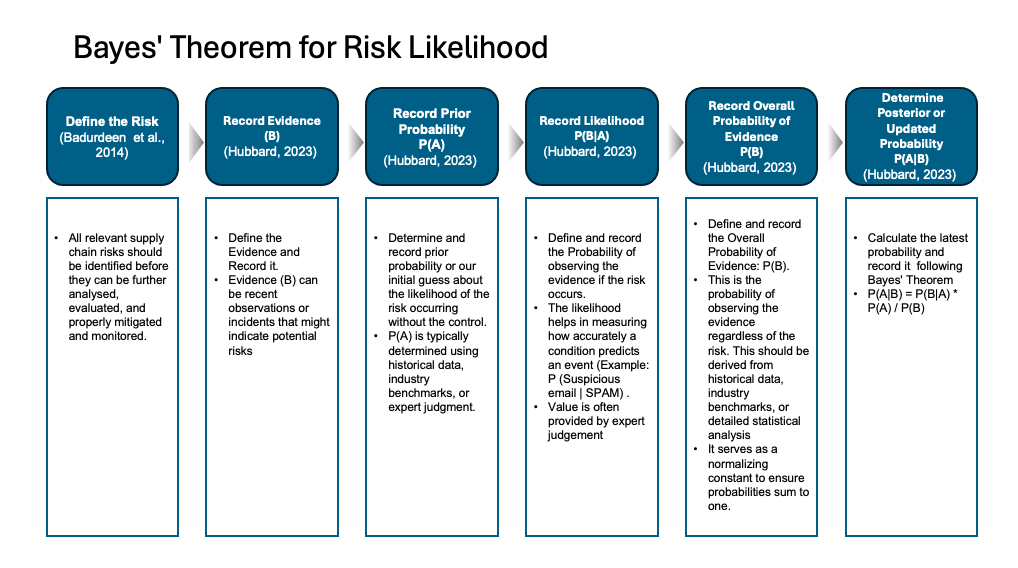 Bayes' Theorem for Risk Likelihood
Define the Risk
(Badurdeen et al.,
2014)
Record Evidence
(B)
(Hubbard, 2023)
Record Prior
Probability
P(A)
(Hubbard, 2023)
Record Likelihood
P(B|A)
(Hubbard, 2023)
Record Overall
Probability of
Evidence
P(B)
(Hubbard, 2023)
Determine
Posterior or
Updated
Probability
P(A|B)
(Hubbard, 2023)
• All relevant supply
chain risks should
be identified before
they can be further
analysed,
evaluated, and
properly mitigated
and monitored.
• Define the
Evidence and
Record it.
• Evidence (B) can
be recent
observations or
incidents that might
indicate potential
risks
• Determine and
record prior
probability or our
initial guess about
the likelihood of the
risk occurring
without the control.
• P(A) is typically
determined using
historical data,
industry
benchmarks, or
expert judgment.
• Define and record
the Probability of
observing the
evidence if the risk
occurs.
• The likelihood
helps in measuring
how accurately a
condition predicts
an event (Example:
P (Suspicious
email | SPAM) .
• Value is often
provided by expert
judgement
• Define and record
the Overall
Probability of
Evidence: P(B).
• This is the
probability of
observing the
evidence
regardless of the
risk. This should be
derived from
historical data,
industry
benchmarks, or
detailed statistical
analysis
• It serves as a
normalizing
constant to ensure
probabilities sum to
one.
• Calculate the latest
probability and
record it following
Bayes' Theorem
• P(A|B) = P(B|A) *
P(A) / P(B)